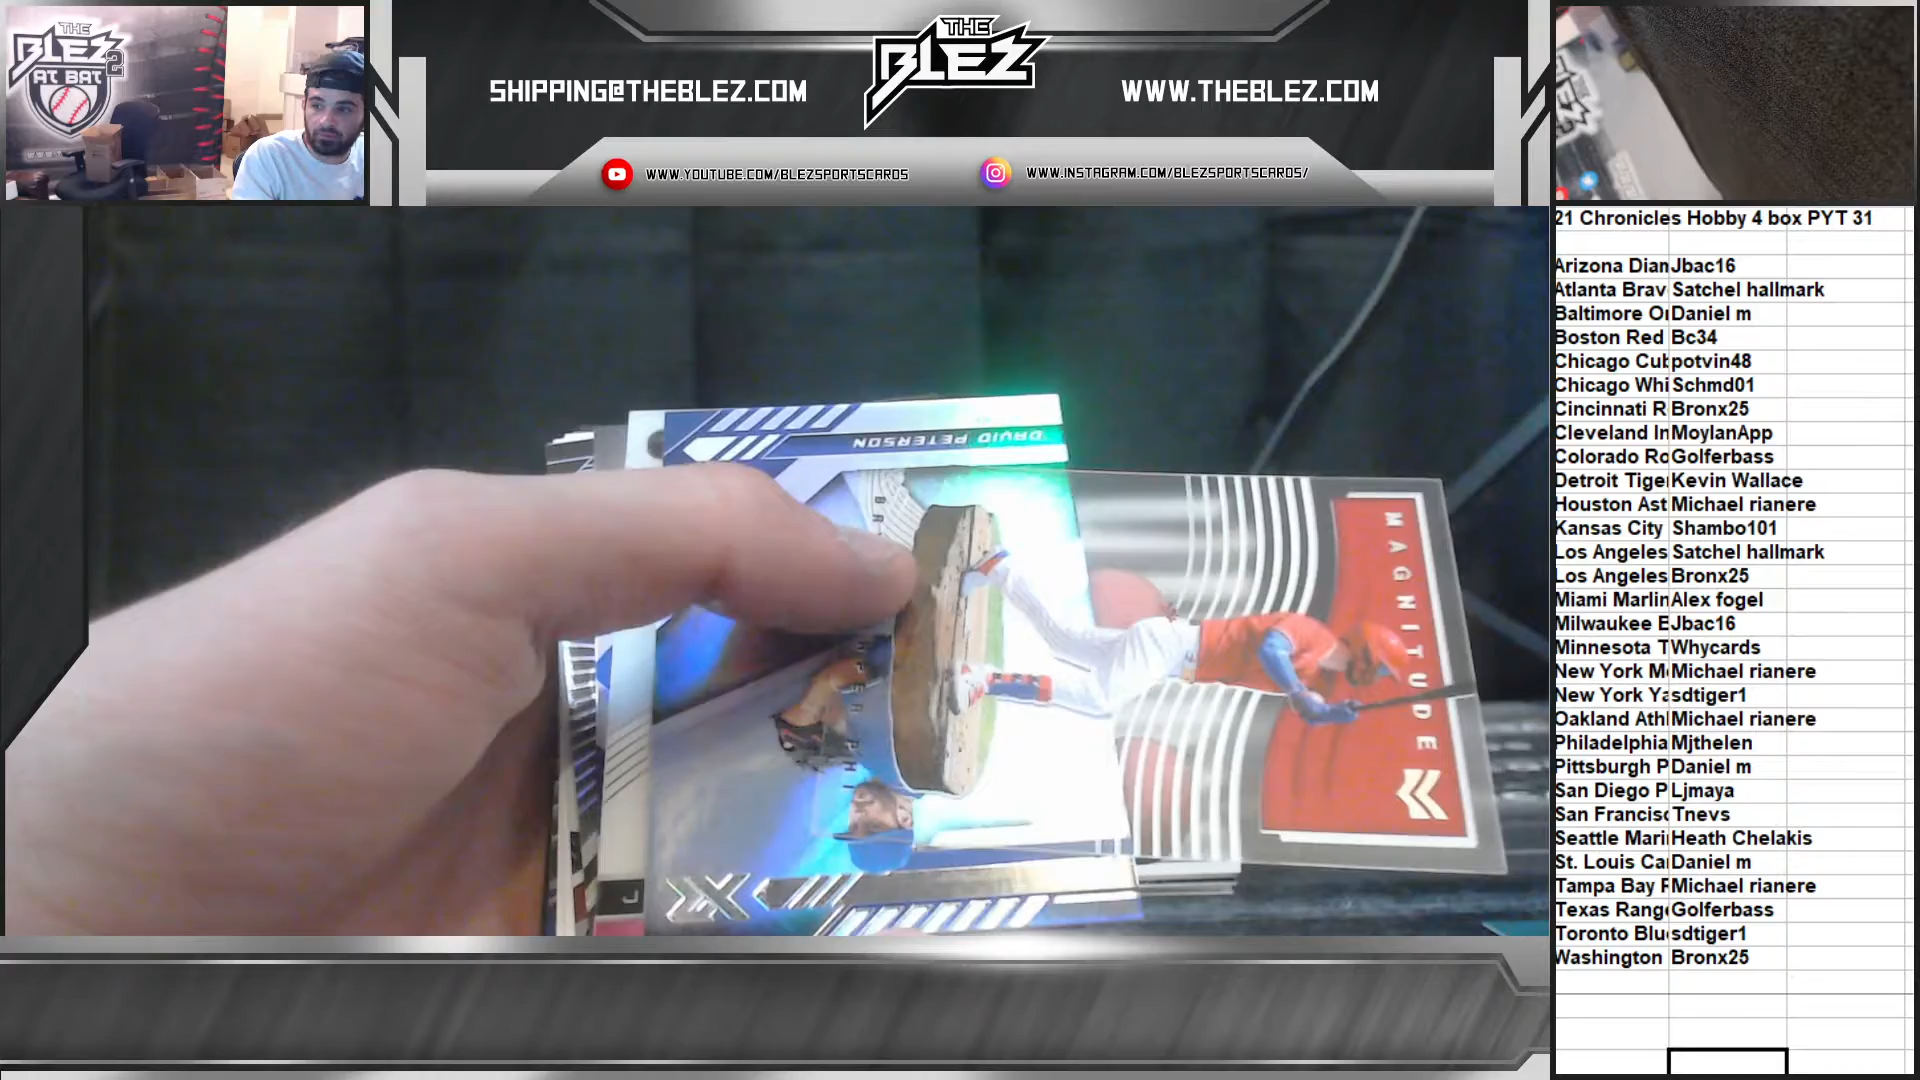 THE
BLEZ
AT BAT 2
SHIPPING@THEBLEZ.COM
THE
BLEZ
WWW.THEBLEZ.COM
WWW.YOUTUBE.COM/BLEZSPORTSCARDS
WWW.INSTAGRAM.COM/BLEZSPORTSCARDS/
21 Chronicles Hobby 4 box PYT 31
Arizona Diam Jbac16
Atlanta Brav Satchel hallmark
Baltimore Or Daniel m
Boston Red Bc34
Chicago Cub potvin48
Chicago Whi Schmd01
Cincinnati R Bronx25
Cleveland In MoylanApp
Colorado Ro Golferbass
Detroit Tige Kevin Wallace
Houston Ast Michael rianere
Kansas City Shambo101
Los Angeles Satchel hallmark
Los Angeles Bronx25
Miami Marlin Alex fogel
Milwaukee B Jbac16
Minnesota T Whycards
New York M Michael rianere
New York Ya sdtiger1
Oakland Ath Michael rianere
Philadelphia Mjthelen
Pittsburgh P Daniel m
San Diego P Ljmaya
San Francisc Tnevs
Seattle Mari Heath Chelakis
St. Louis Ca Daniel m
Tampa Bay R Michael rianere
Texas Range Golferbass
Toronto Blu sdtiger1
Washington Bronx25
DAVID PETERSON
MAGNITUDE